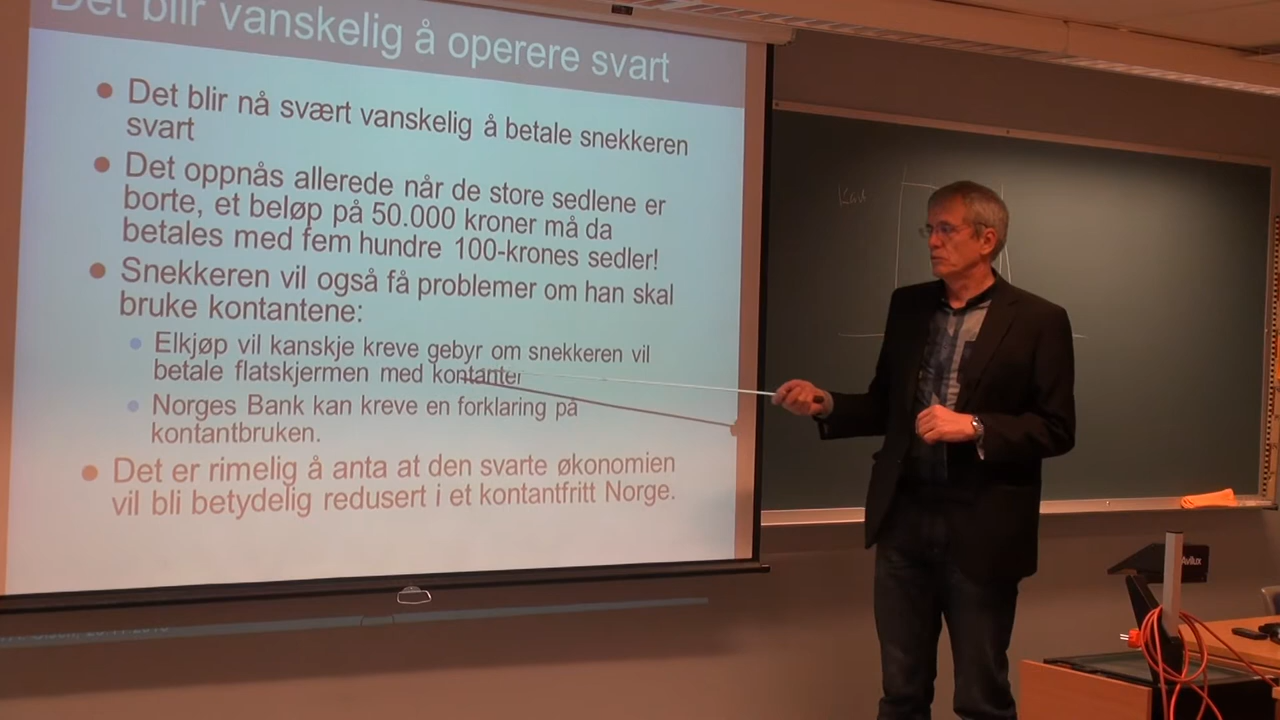 Det blir vanskelig å operere svart
Det blir nå svært vanskelig å betale snekkeren
svart
Det oppnås allerede når de store sedlene er
borte, et beløp på 50.000 kroner må da
betales med fem hundre 100-krones sedler!
Snekkeren vil også få problemer om han skal
bruke kontantene:
Elkjøp vil kanskje kreve gebyr om snekkeren vil
betale flatskjermen med kontanter
Norges Bank kan kreve en forklaring på
kontantbruken.
Det er rimelig å anta at den svarte økonomien
vil bli betydelig redusert i et kontantfritt Norge.